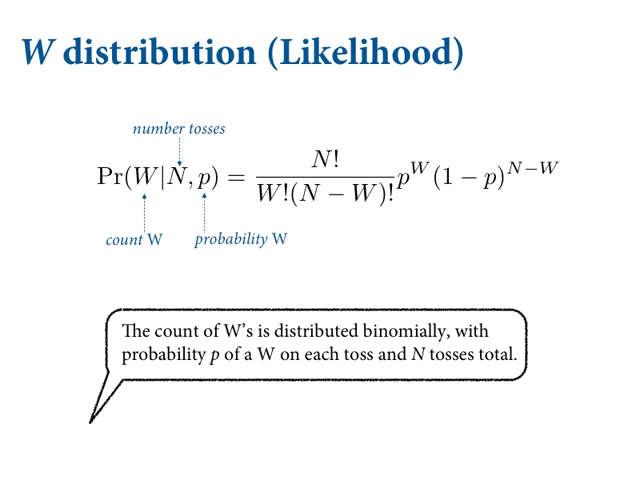 W distribution (Likelihood)
number tosses
Pr(W|N, p) = N! / W!(N − W)! p^W (1 − p)^{N−W}
count W
probability W
The count of W’s is distributed binomially, with
probability p of a W on each toss and N tosses total.